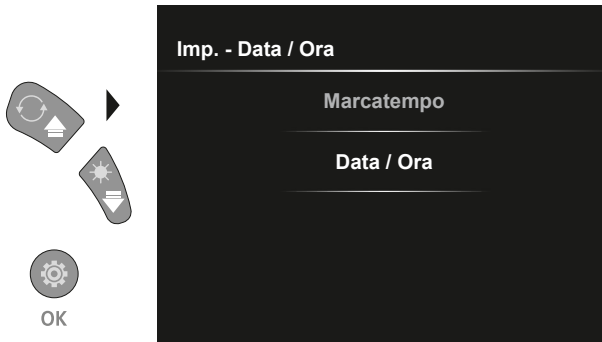 Imp. - Data / Ora
Marcatempo
Data / Ora
OK